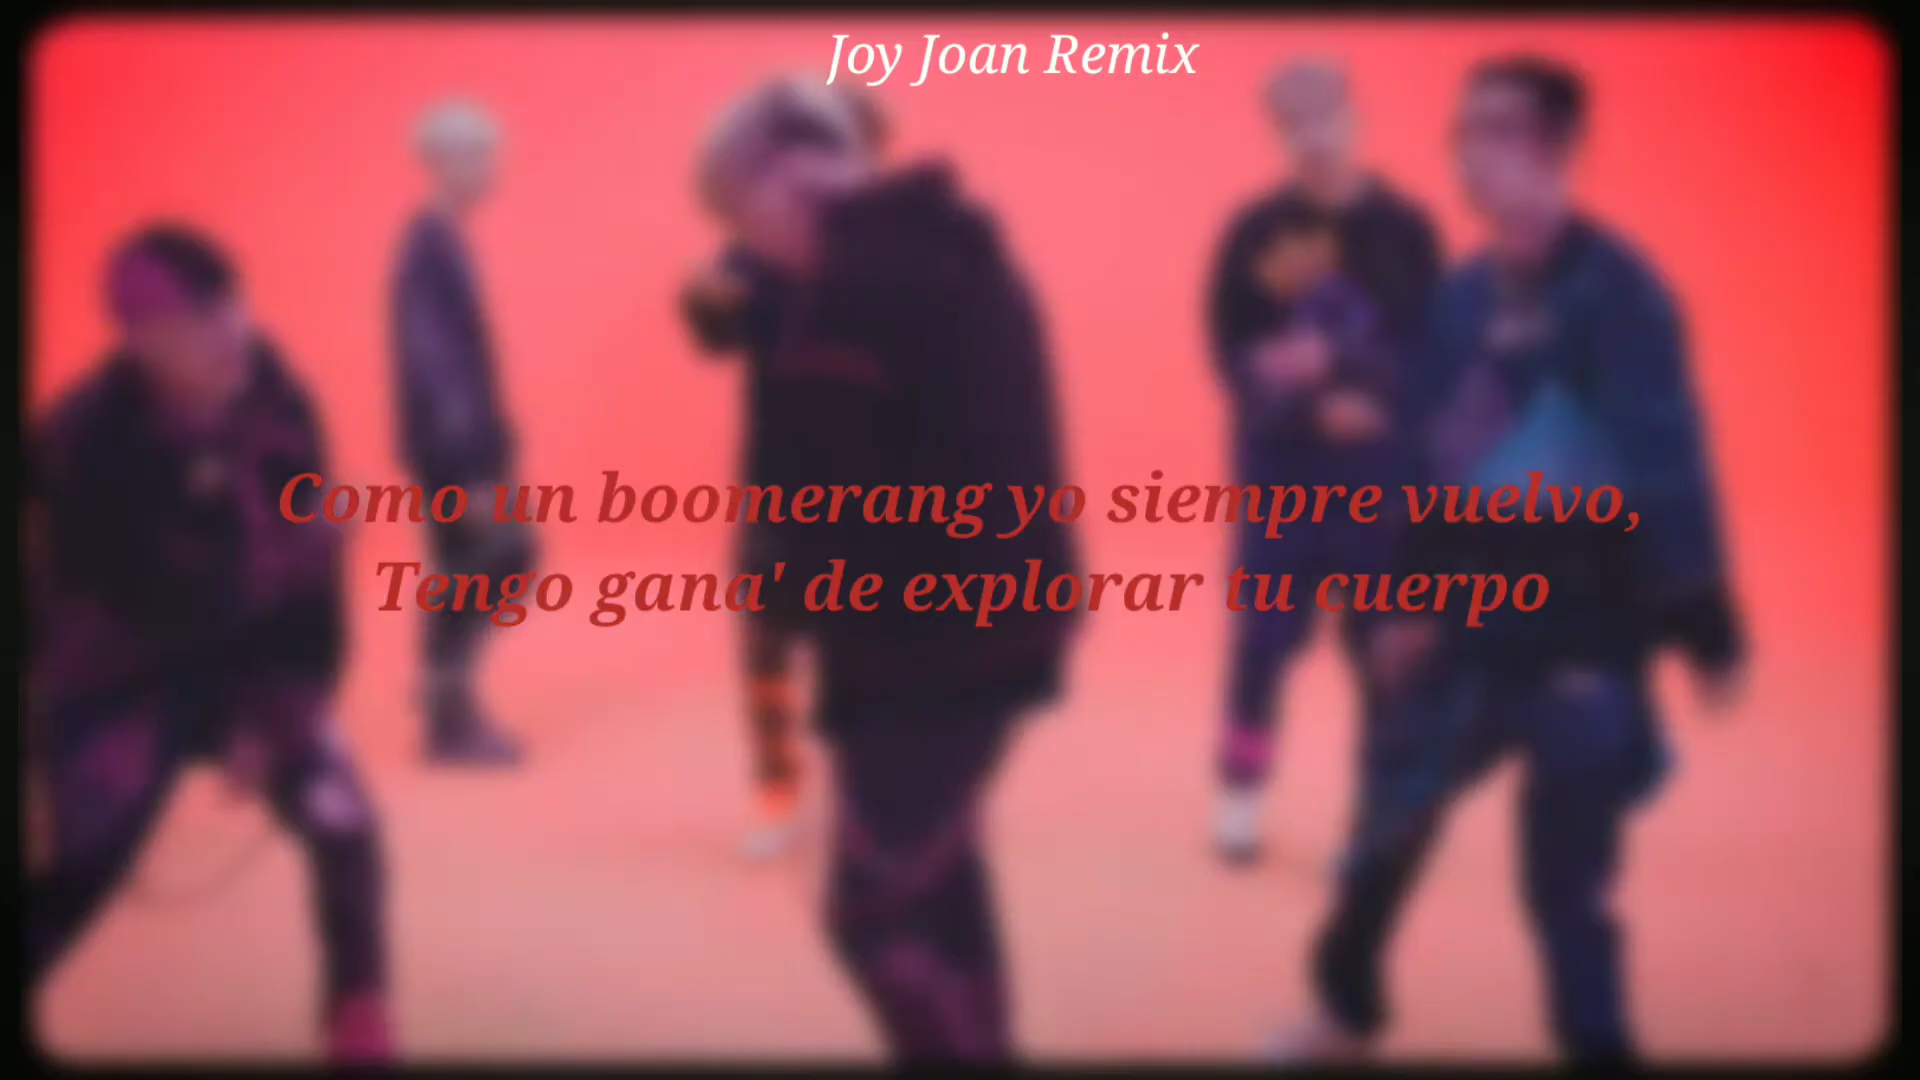 Joy Joan Remix
Como un boomerang yo siempre vuelvo,
Tengo gana' de explorar tu cuerpo